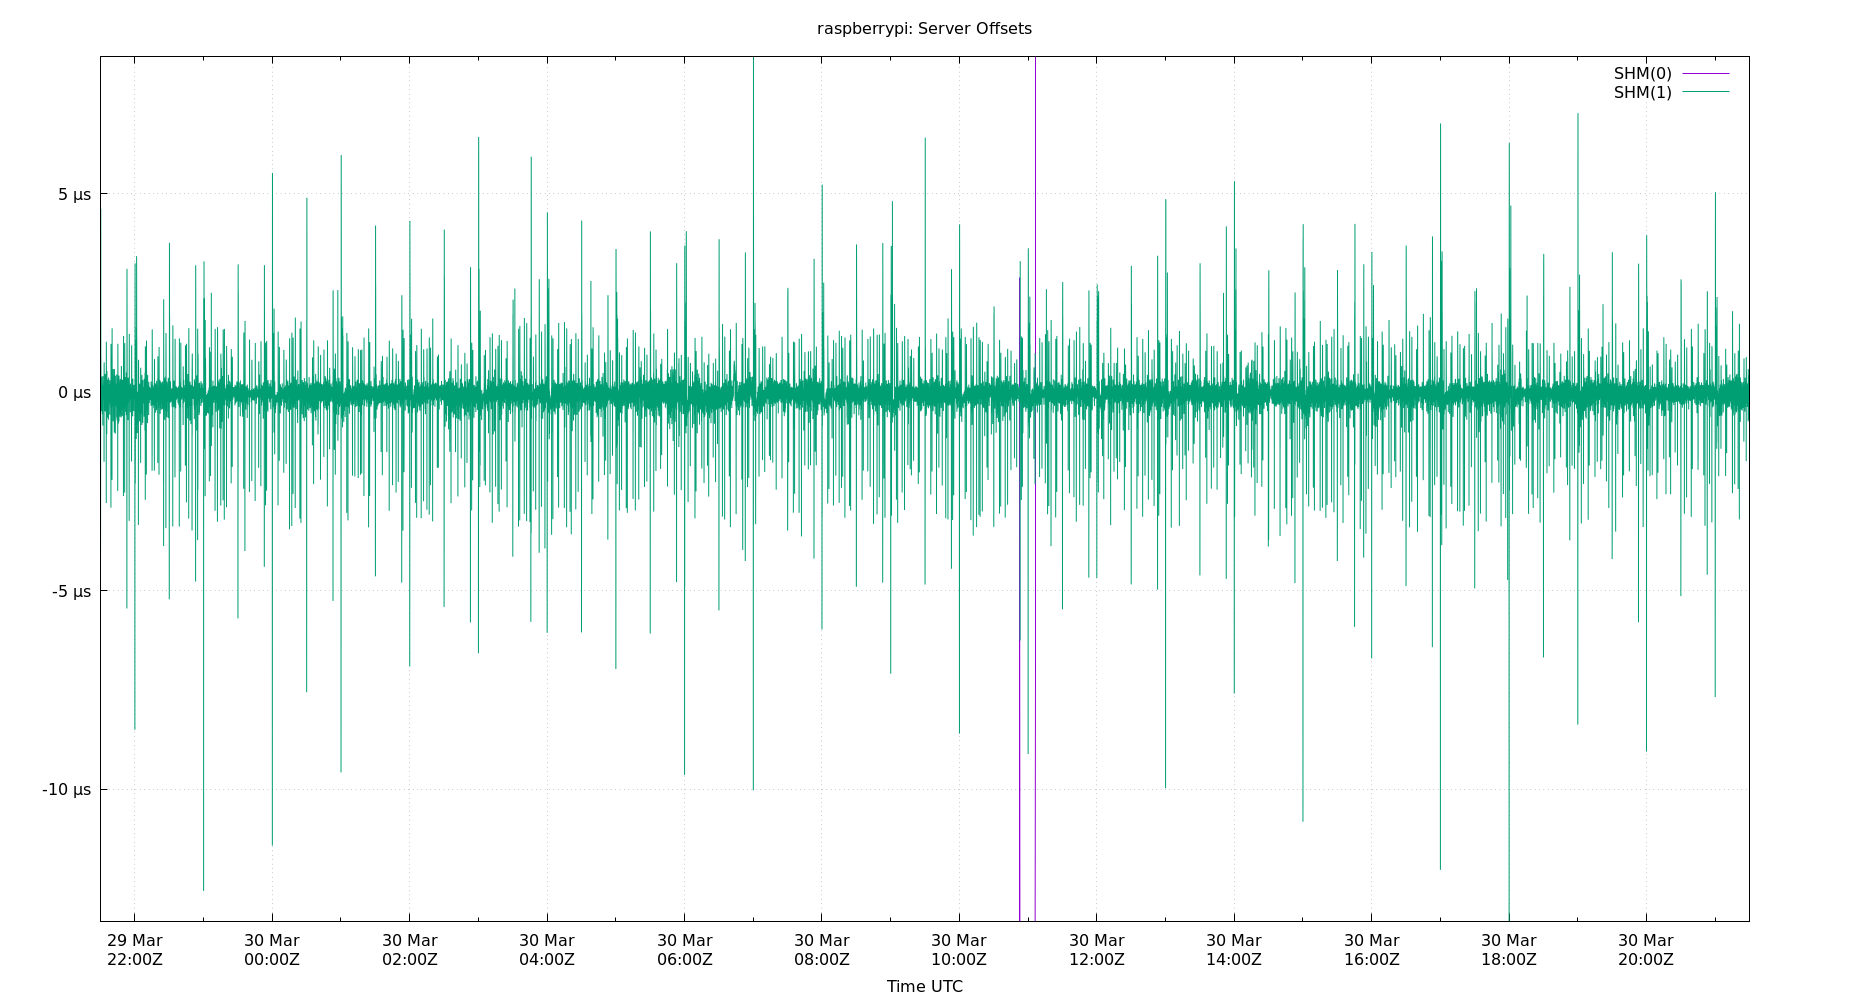 raspberrypi: Server Offsets
SHM(0)
SHM(1)
5 µs
0 µs
-5 µs
-10 µs
29 Mar 30 Mar 30 Mar 30 Mar 30 Mar 30 Mar 30 Mar 30 Mar 30 Mar 30 Mar 30 Mar 30 Mar
22:00Z 00:00Z 02:00Z 04:00Z 06:00Z 08:00Z 10:00Z 12:00Z 14:00Z 16:00Z 18:00Z 20:00Z
Time UTC